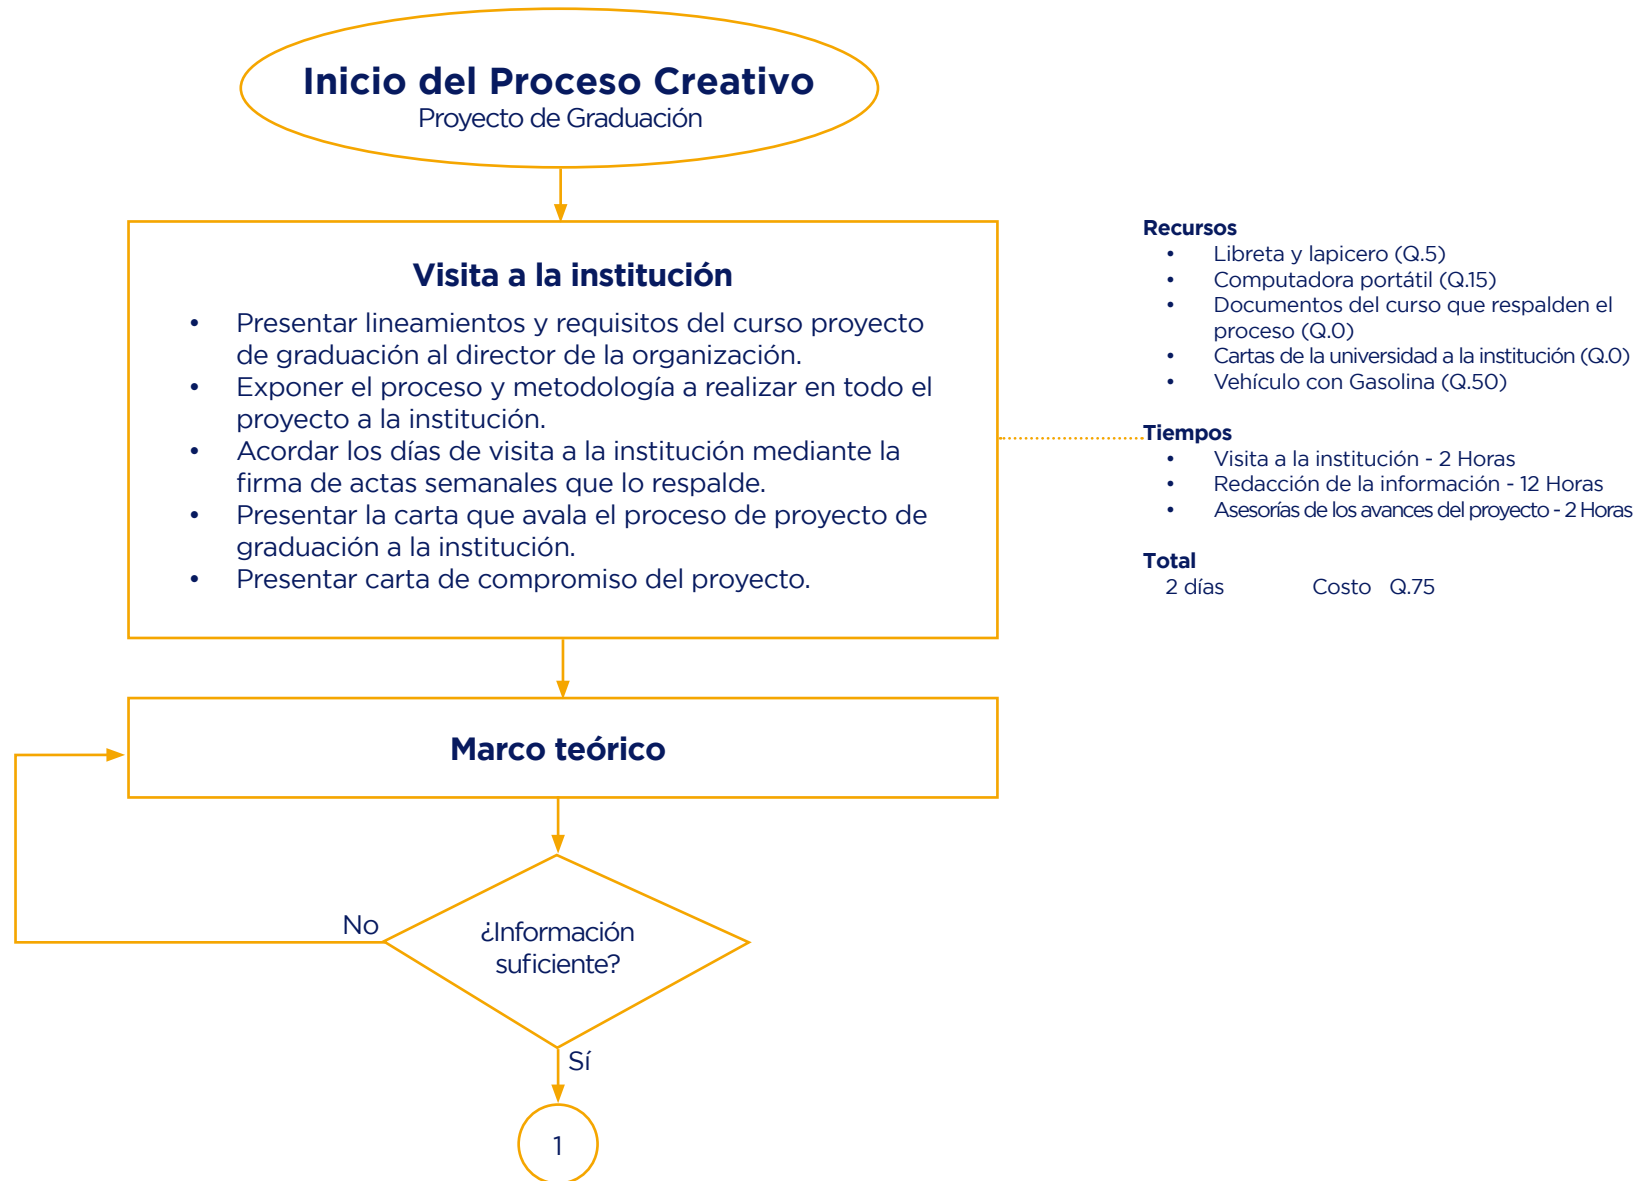 Inicio del Proceso Creativo
Proyecto de Graduación
Visita a la institución
• Presentar lineamientos y requisitos del curso proyecto
de graduación al director de la organización.
• Exponer el proceso y metodología a realizar en todo el
proyecto a la institución.
• Acordar los días de visita a la institución mediante la
firma de actas semanales que lo respalde.
• Presentar la carta que avala el proceso de proyecto de
graduación a la institución.
• Presentar carta de compromiso del proyecto.
Recursos
• Libreta y lapicero (Q.5)
• Computadora portátil (Q.15)
• Documentos del curso que respalden el
proceso (Q.0)
• Cartas de la universidad a la institución (Q.0)
• Vehículo con Gasolina (Q.50)
Tiempos
• Visita a la institución - 2 Horas
• Redacción de la información - 12 Horas
• Asesorías de los avances del proyecto - 2 Horas
Total
2 días Costo Q.75
Marco teórico
No
¿Información
suficiente?
Sí
1